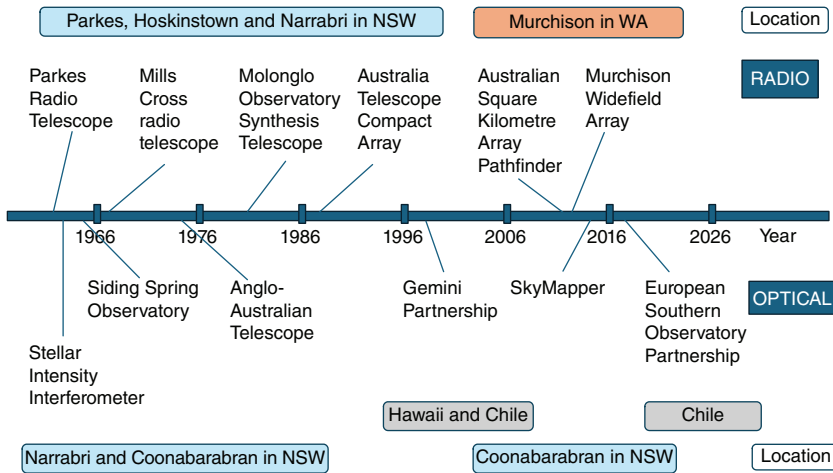 Parkes, Hoskinstown and Narrabri in NSW
Murchison in WA
Location
Parkes
Radio
Telescope
Mills
Cross
radio
telescope
Molonglo
Observatory
Synthesis
Telescope
Australia
Telescope
Compact
Array
Australian
Square
Kilometre
Array
Pathfinder
Murchison
Widefield
Array
RADIO
1966
1976
1986
1996
2006
2016
2026
Year
Stellar
Intensity
Interferometer
Siding Spring
Observatory
Anglo-
Australian
Telescope
Gemini
Partnership
SkyMapper
European
Southern
Observatory
Partnership
OPTICAL
Hawaii and Chile
Chile
Narrabri and Coonabarabran in NSW
Coonabarabran in NSW
Location